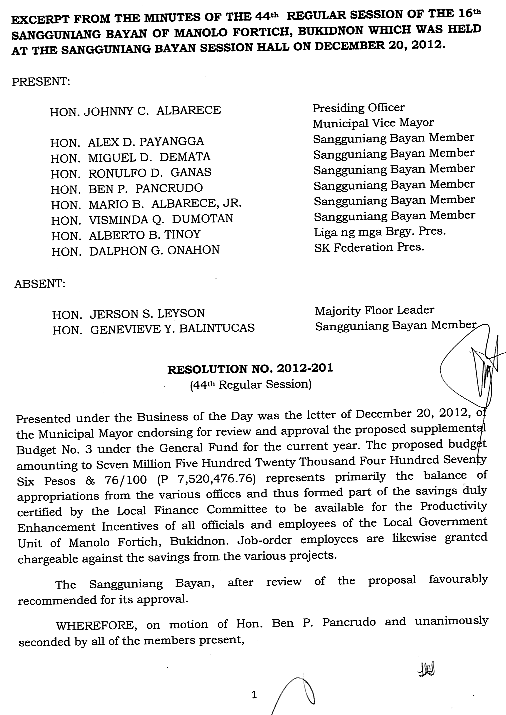 EXCERPT FROM THE MINUTES OF THE 44th REGULAR SESSION OF THE 16th
SANGGUNIANG BAYAN OF MANOLO FORTICH, BUKIDNON WHICH WAS HELD
AT THE SANGGUNIANG BAYAN SESSION HALL ON DECEMBER 20, 2012.
PRESENT:
HON. JOHNNY C. ALBARECE Presiding Officer
Municipal Vice Mayor
HON. ALEX D. PAYANGGA Sangguniang Bayan Member
HON. MIGUEL D. DEMATA Sangguniang Bayan Member
HON. RONULFO D. GANAS Sangguniang Bayan Member
HON. BEN P. PANCRUDO Sangguniang Bayan Member
HON. MARIO B. ALBARECE, JR. Sangguniang Bayan Member
HON. VISMINDA Q. DUMOTAN Sangguniang Bayan Member
HON. ALBERTO B. TINOY Liga ng mga Brgy. Pres.
HON. DALPHON G. ONAHON SK Federation Pres.
ABSENT:
HON. JERSON S. LEYSON Majority Floor Leader
HON. GENEVIEVE Y. BALINTUCAS Sangguniang Bayan Member
RESOLUTION NO. 2012-201
(44th Regular Session)
Presented under the Business of the Day was the letter of December 20, 2012, of
the Municipal Mayor endorsing for review and approval the proposed supplemental
Budget No. 3 under the General Fund for the current year. The proposed budget
amounting to Seven Million Five Hundred Twenty Thousand Four Hundred Seventy
Six Pesos & 76/100 (P 7,520,476.76) represents primarily the balance of
appropriations from the various offices and thus formed part of the savings duly
certified by the Local Finance Committee to be available for the Productivity
Enhancement Incentives of all officials and employees of the Local Government
Unit of Manolo Fortich, Bukidnon. Job-order employees are likewise granted
chargeable against the savings from the various projects.
The Sangguniang Bayan, after review of the proposal favourably
recommended for its approval.
WHEREFORE, on motion of Hon. Ben P. Pancrudo and unanimously
seconded by all of the members present,
1